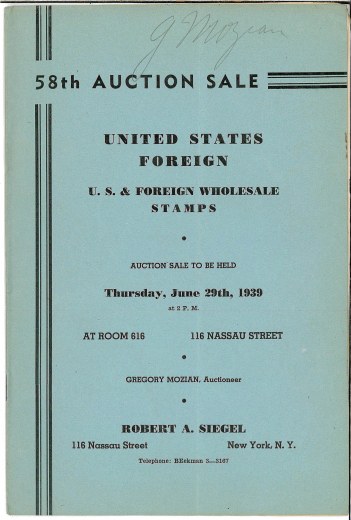 G Mozian
58th AUCTION SALE
UNITED STATES
FOREIGN
U. S. & FOREIGN WHOLESALE
STAMPS
AUCTION SALE TO BE HELD
Thursday, June 29th, 1939
at 2 P. M.
AT ROOM 616 116 NASSAU STREET
GREGORY MOZIAN, Auctioneer
ROBERT A. SIEGEL
116 Nassau Street New York, N. Y.
Telephone: BEekman 3—3167